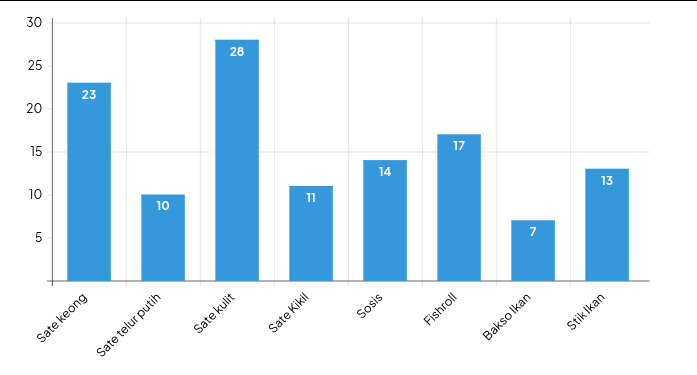 30
25
20
15
10
5
23
10
28
11
14
17
7
13
Sate keong
Sate telur putih
Sate kulit
Sate Kikil
Sosis
Fishroll
Bakso Ikan
Stik Ikan